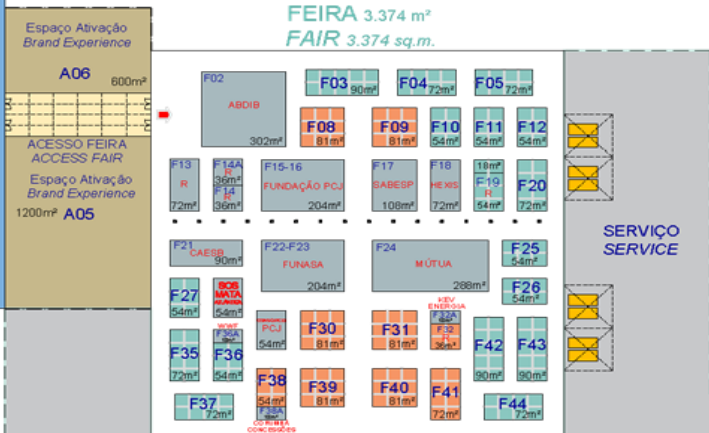 FEIRA 3.374 m²
FAIR 3.374 sq.m.
Espaço Ativação
Brand Experience
A06
600m²
ACESSO FEIRA
ACCESS FAIR
Espaço Ativação
Brand Experience
1200m² A05
F02
ABDIB
302m²
F03
90m²
F04
72m²
F05
72m²
F08
81m²
F09
81m²
F10
54m²
F11
54m²
F12
54m²
F13
R
72m²
F14A
R
36m²
F14
R
36m²
F15-16
FUNDAÇÃO PCJ
204m²
F17
SABESP
108m²
F18
HEXIS
72m²
18m²
F19
R
54m²
F20
72m²
SERVIÇO
SERVICE
F21
CAESB
90m²
F22-F23
FUNASA
204m²
F24
MÚTUA
288m²
F25
54m²
F26
54m²
F27
54m²
SOS
MATA
54m²
PCJ
54m²
F30
81m²
F31
81m²
KEV
ENERGIA
F32A
F32
R
36m²
F35
72m²
WWF
F36A
F36
54m²
F37
72m²
F38
54m²
F38A
CONCESSÕES
F39
81m²
F40
81m²
F41
72m²
F42
90m²
F43
90m²
F44
72m²